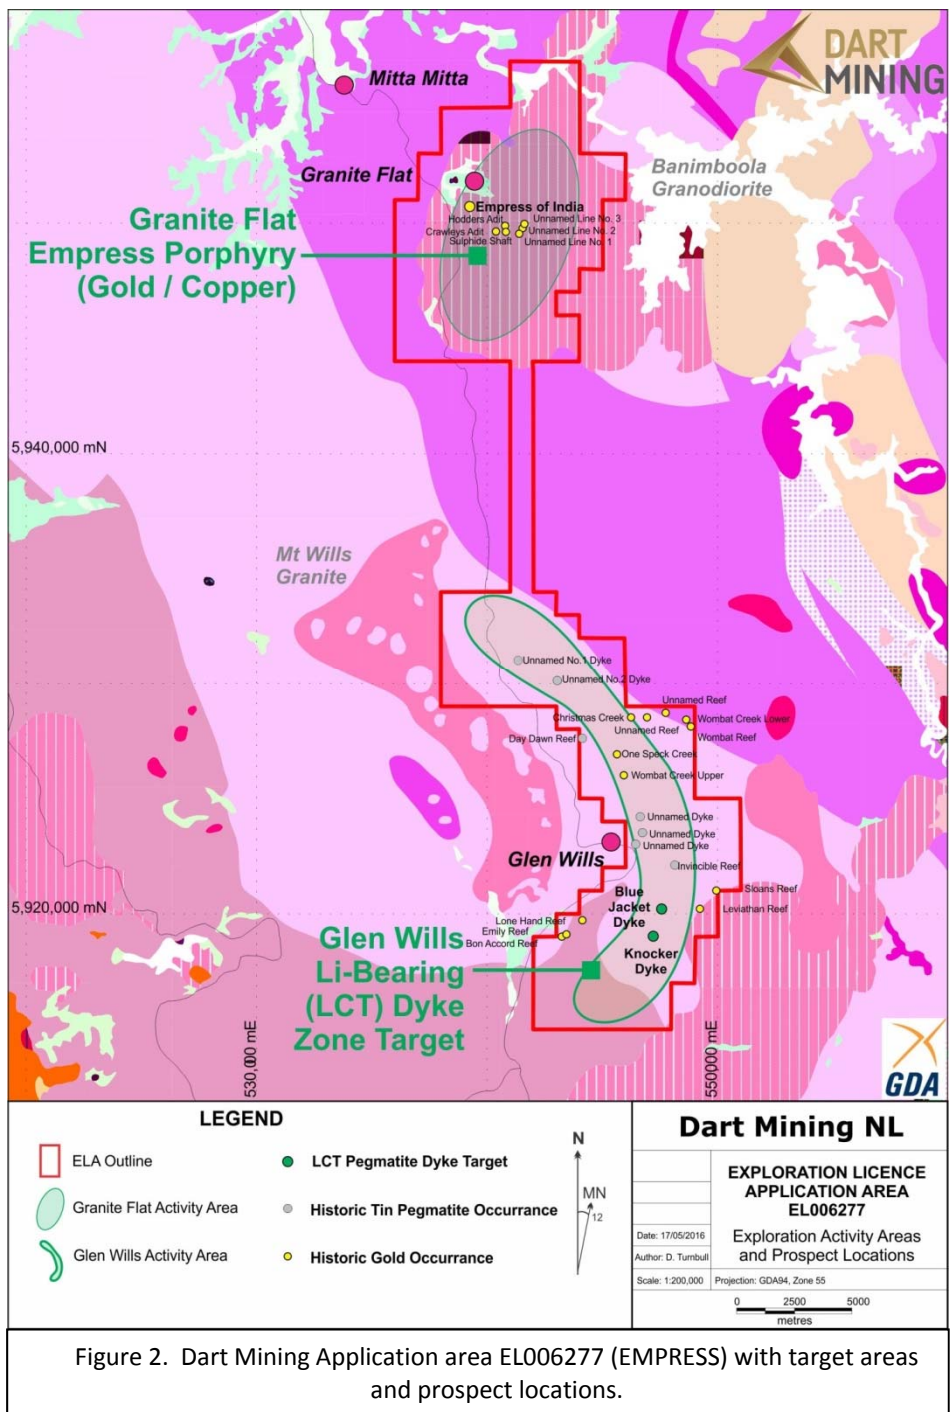 DART
MINING
Mitta Mitta
Granite Flat
Banimboola
Granodiorite
Granite Flat
Empress Porphyry
(Gold / Copper)
Empress of India
Hodders Adit
Unnamed Line No. 3
Crawleys Adit
Unnamed Line No. 2
Sulphide Shaft
Unnamed Line No. 1
5,940,000 mN
Mt Wills
Granite
Unnamed No.1 Dyke
Unnamed No.2 Dyke
Unnamed Reef
Christmas Creek
Wombat Creek Lower
Unnamed Reef
Wombat Reef
Day Dawn Reef
One Speck Creek
Wombat Creek Upper
Unnamed Dyke
Unnamed Dyke
Unnamed Dyke
Glen Wills
Invincible Reef
Blue
Jacket
Dyke
Sloans Reef
Leviathan Reef
5,920,000 mN
Lone Hand Reef
Emily Reef
Bon Accord Reef
Knocker
Dyke
Glen Wills
Li-Bearing
(LCT) Dyke
Zone Target
530,000 mE
550000 mE
GDA
LEGEND
ELA Outline
Granite Flat Activity Area
Glen Wills Activity Area
LCT Pegmatite Dyke Target
Historic Tin Pegmatite Occurrance
Historic Gold Occurrance
N
MN
12
Dart Mining NL
EXPLORATION LICENCE
APPLICATION AREA
EL006277
Exploration Activity Areas
and Prospect Locations
Date: 17/05/2016
Author: D. Turnbull
Scale: 1:200,000
Projection: GDA94, Zone 55
0 2500 5000
metres
Figure 2. Dart Mining Application area EL006277 (EMPRESS) with target areas
and prospect locations.